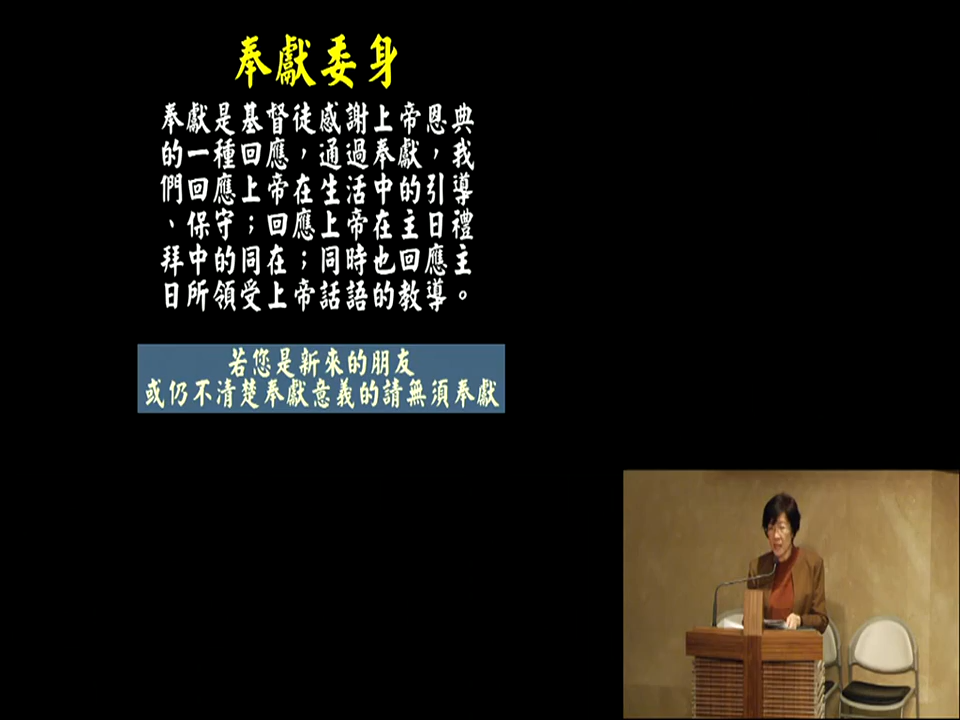 奉獻委身
奉獻是基督徒感謝上帝恩典
的一種回應，通過奉獻，我
們回應上帝在生活中的引導
、保守；回應上帝在主日禮
拜中的同在；同時也回應主
日所領受上帝話語的教導。
若您是新來的朋友
或仍不清楚奉獻意義的請無須奉獻